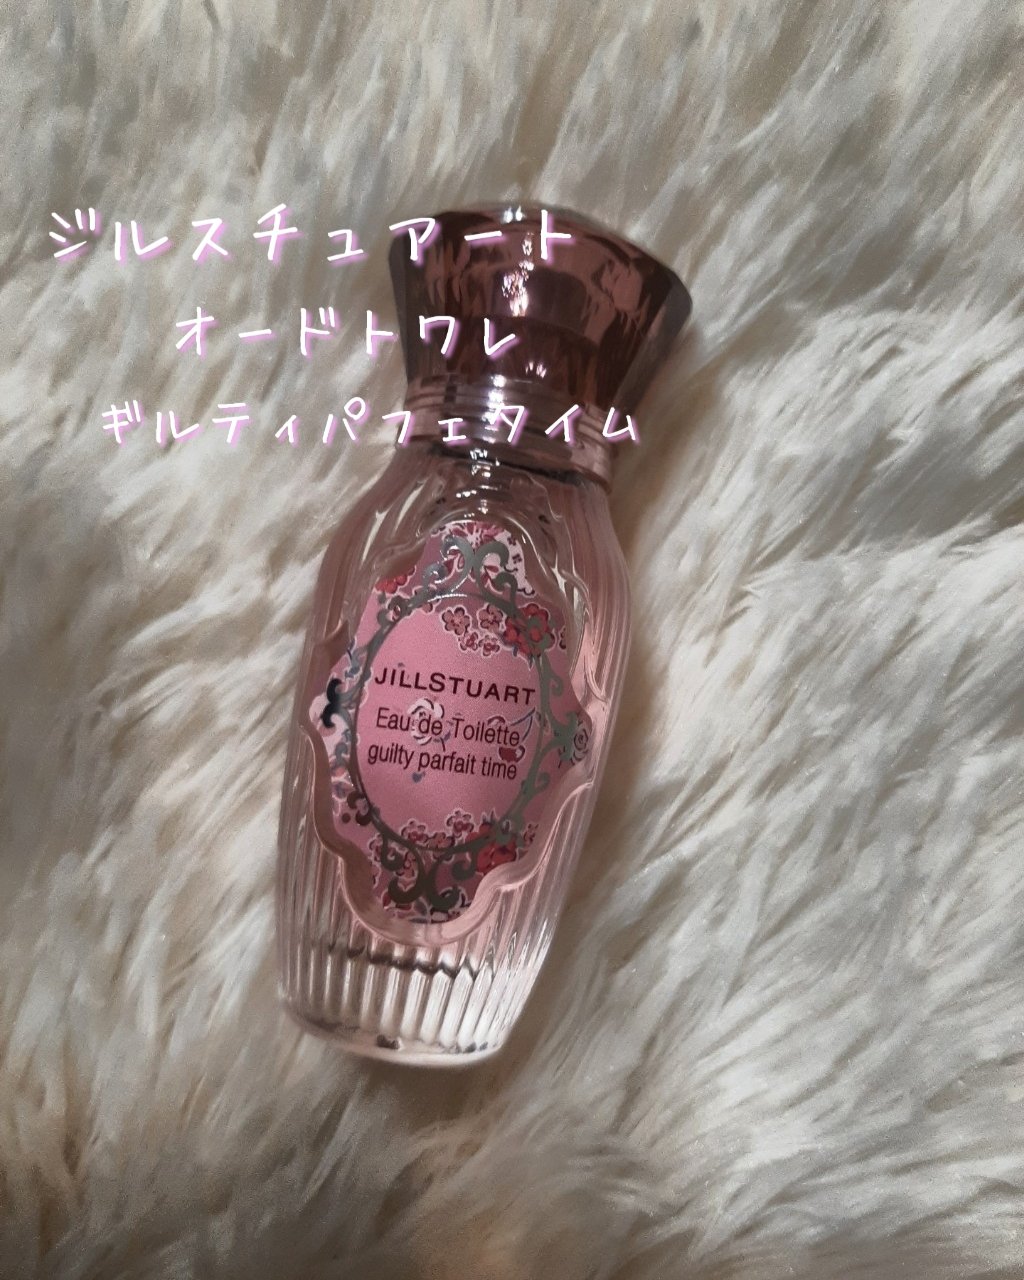 ジルスチュアート
オードトワレ
ギルティパフェタイム
JILLSTUART
Eau de Toilette
guilty parfait time